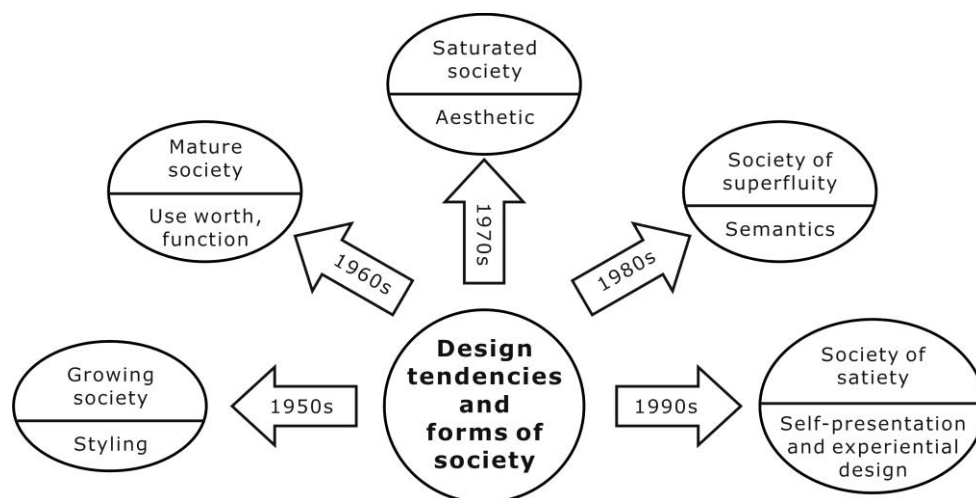 Saturated
society
Aesthetic
Mature
society
Use worth,
function
Society of
superfluity
Semantics
1960s
1970s
1980s
Design
tendencies
and
forms of
society
Growing
society
Styling
1950s
1990s
Society of
satiety
Self-presentation
and experiential
design